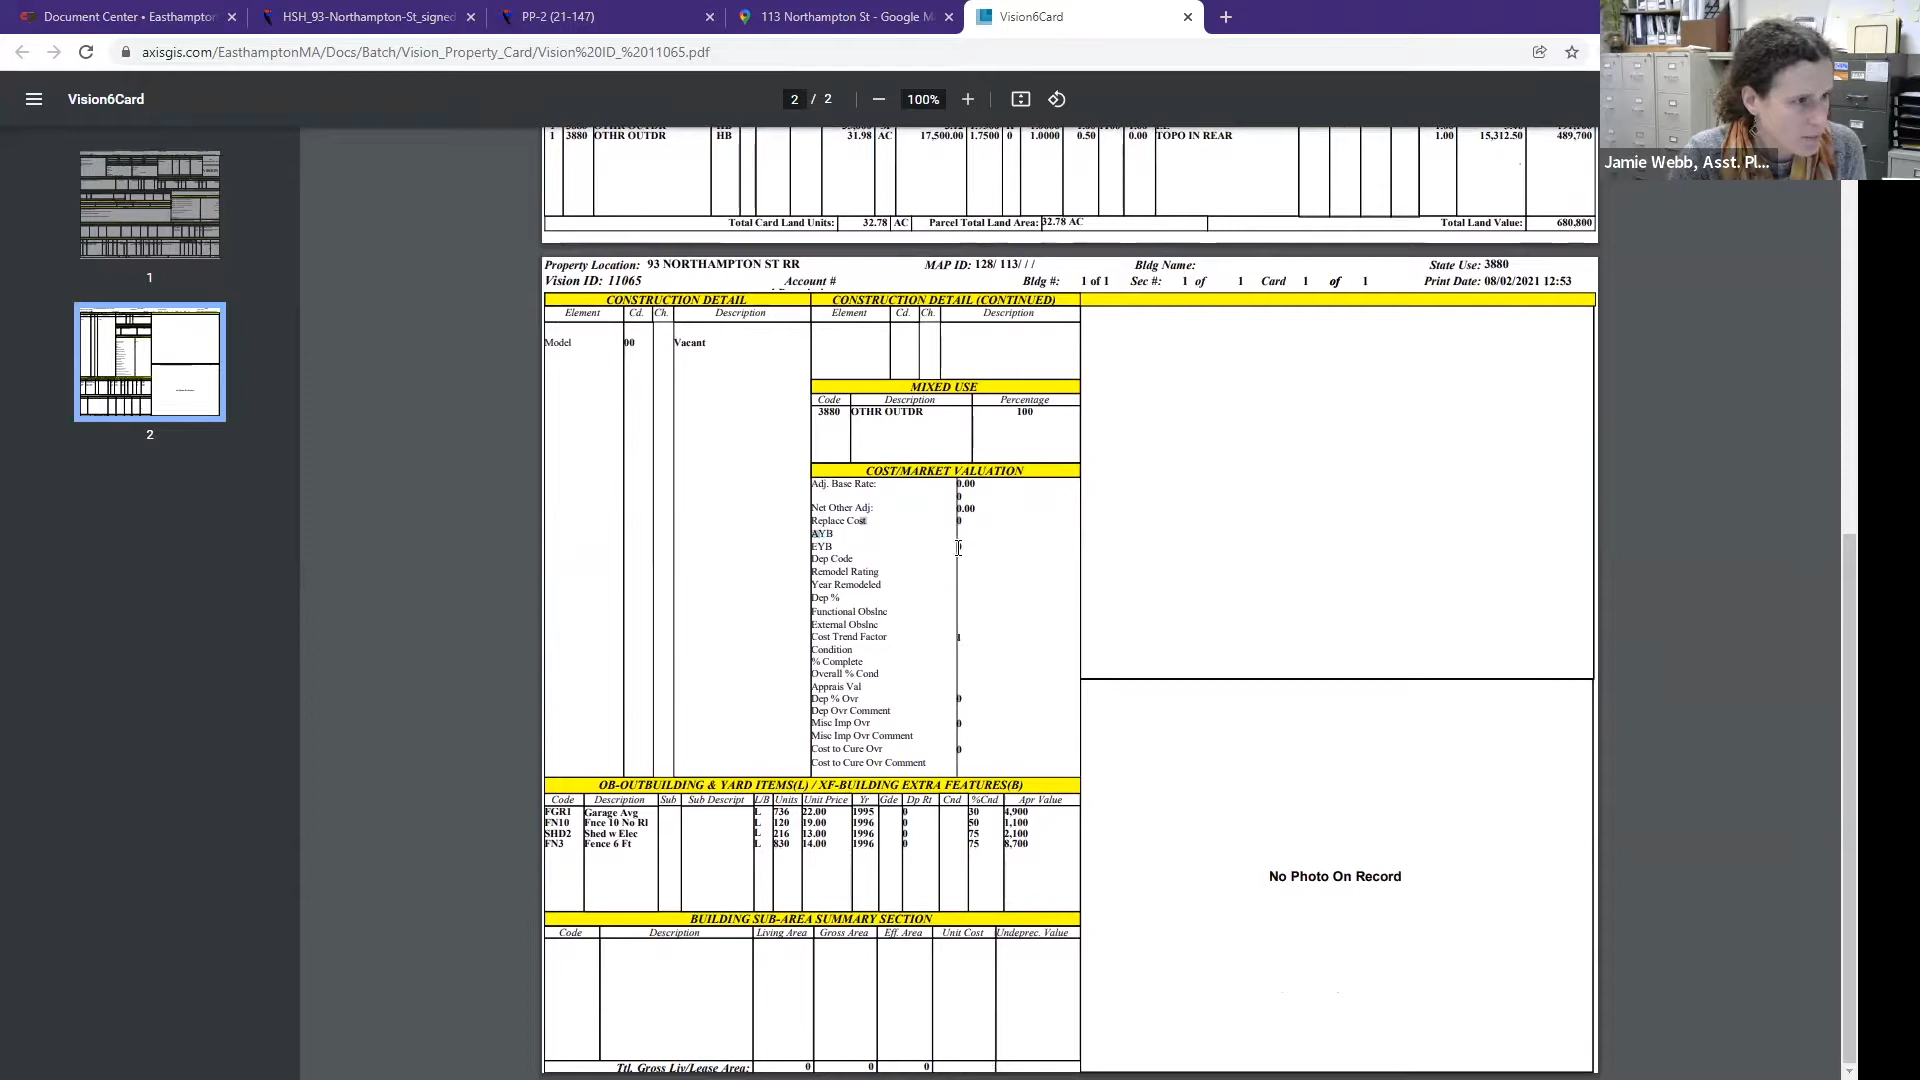 Document Center • Easthampton
HSH_93-Northampton-St_signed
PP-2 (21-147)
113 Northampton St - Google M
Vision6Card
axisgis.com/EasthamptonMA/Docs/Batch/Vision_Property_Card/Vision%20ID_%2011065.pdf
Vision6Card
2 / 2
100%
1
2
Jamie Webb, Asst. Pl...
1 3880 OTHR OUTDR HB 31.98 AC 17,500.00 1.7500 0 1.0000 0.50 0.00 TOPO IN REAR 1.00 15,312.50 489,700
Total Card Land Units: 32.78 AC Parcel Total Land Area: 32.78 AC Total Land Value: 680,800
Property Location: 93 NORTHAMPTON ST RR MAP ID: 128/ 113/ / / Bldg Name: State Use: 3880
Vision ID: 11065 Account # Bldg #: 1 of 1 Sec #: 1 of 1 Card 1 of 1 Print Date: 08/02/2021 12:53
CONSTRUCTION DETAIL CONSTRUCTION DETAIL (CONTINUED)
Element Cd. Ch. Description Element Cd. Ch. Description
Model 00 Vacant
MIXED USE
Code Description Percentage
3880 OTHR OUTDR 100
COST/MARKET VALUATION
Adj. Base Rate: 0.00
0
Net Other Adj: 0.00
Replace Cost 0
AYB
EYB
Dep Code
Remodel Rating
Year Remodeled
Dep %
Functional Obslnc
External Obslnc
Cost Trend Factor 1
Condition
% Complete
Overall % Cond
Apprais Val
Dep % Ovr 0
Dep Ovr Comment
Misc Imp Ovr 0
Misc Imp Ovr Comment
Cost to Cure Ovr 0
Cost to Cure Ovr Comment
OB-OUTBUILDING & YARD ITEMS(L) / XF-BUILDING EXTRA FEATURES(B)
Code Description Sub Sub Descript L/B Units Unit Price Yr Gde Dp Rt Cnd %Cnd Apr Value
FGR1 Garage Avg L 736 22.00 1995 0 30 4,900
FN10 Fnce 10 No Rl L 120 19.00 1996 0 50 1,100
SHD2 Shed w Elec L 216 13.00 1996 0 75 2,100
FN3 Fence 6 Ft L 830 14.00 1996 0 75 8,700
No Photo On Record
BUILDING SUB-AREA SUMMARY SECTION
Code Description Living Area Gross Area Eff. Area Unit Cost Undeprec. Value
Ttl. Gross Liv/Lease Area: 0 0 0